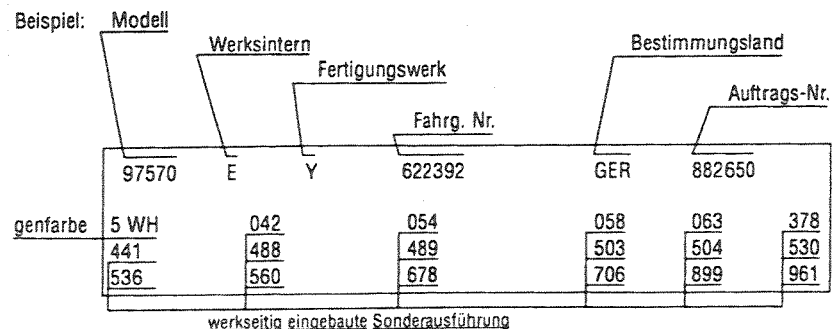 Beispiel: Modell
Werksintern
Bestimmungsland
Fertigungswerk
Auftrags-Nr.
Fahrg. Nr.
97570 E Y 622392 GER 882650
genfarbe 5 WH 042 054 058 063 378
441 488 489 503 504 530
536 560 678 706 899 961
werkseitig eingebaute Sonderausführung